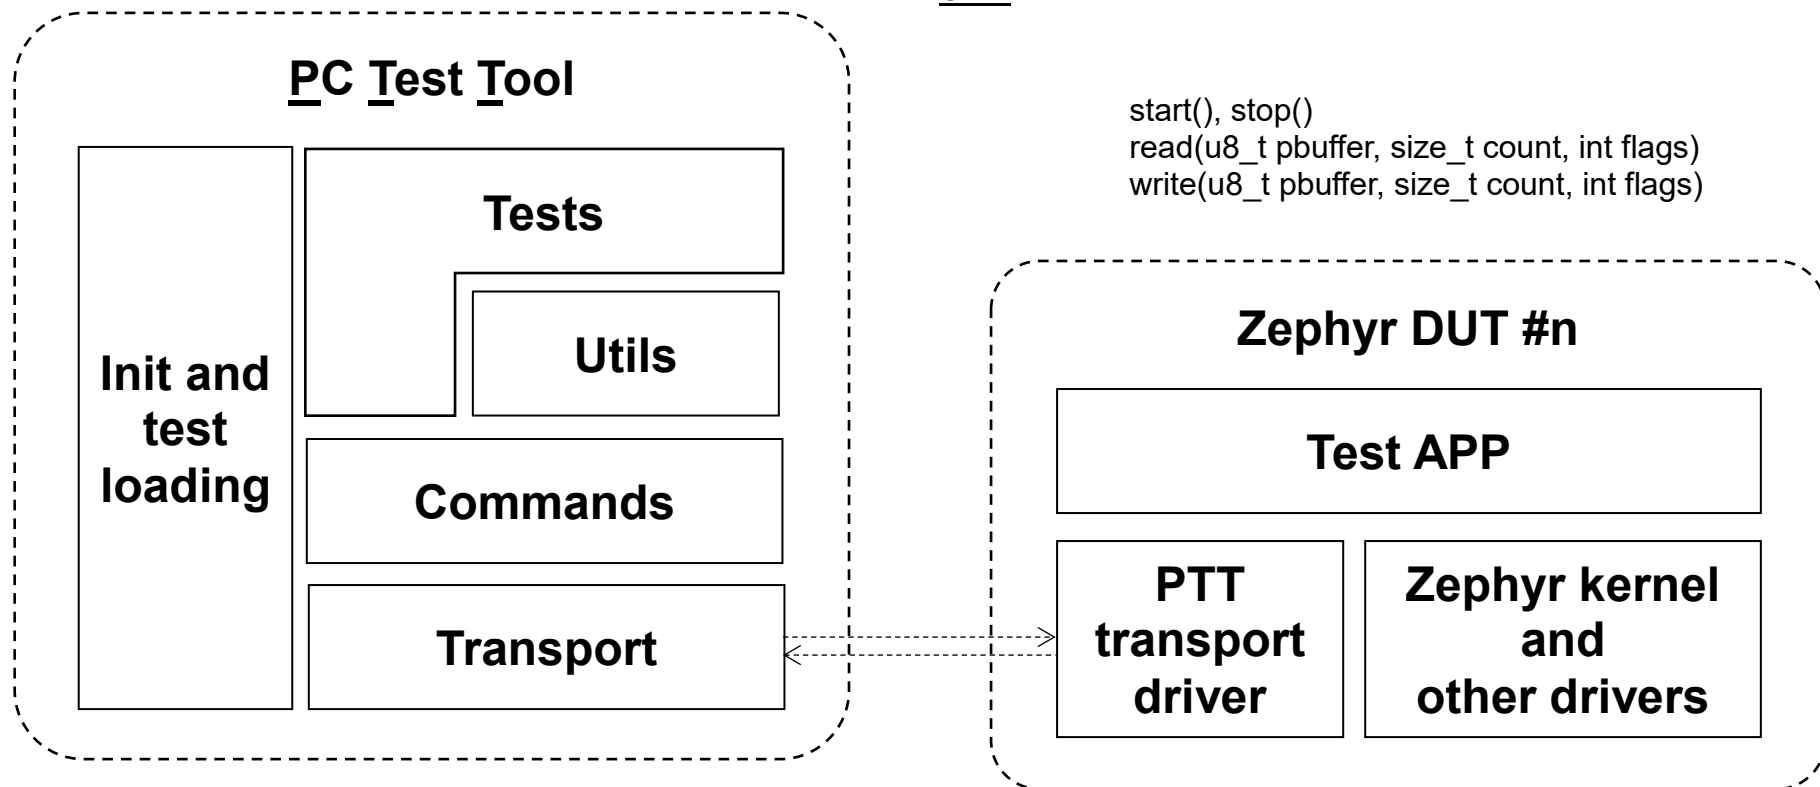 PC Test Tool
start(), stop()
read(u8_t pbuffer, size_t count, int flags)
write(u8_t pbuffer, size_t count, int flags)
Tests
Utils
Init and
test
loading
Commands
Transport
Zephyr DUT #n
Test APP
PTT
transport
driver
Zephyr kernel
and
other drivers